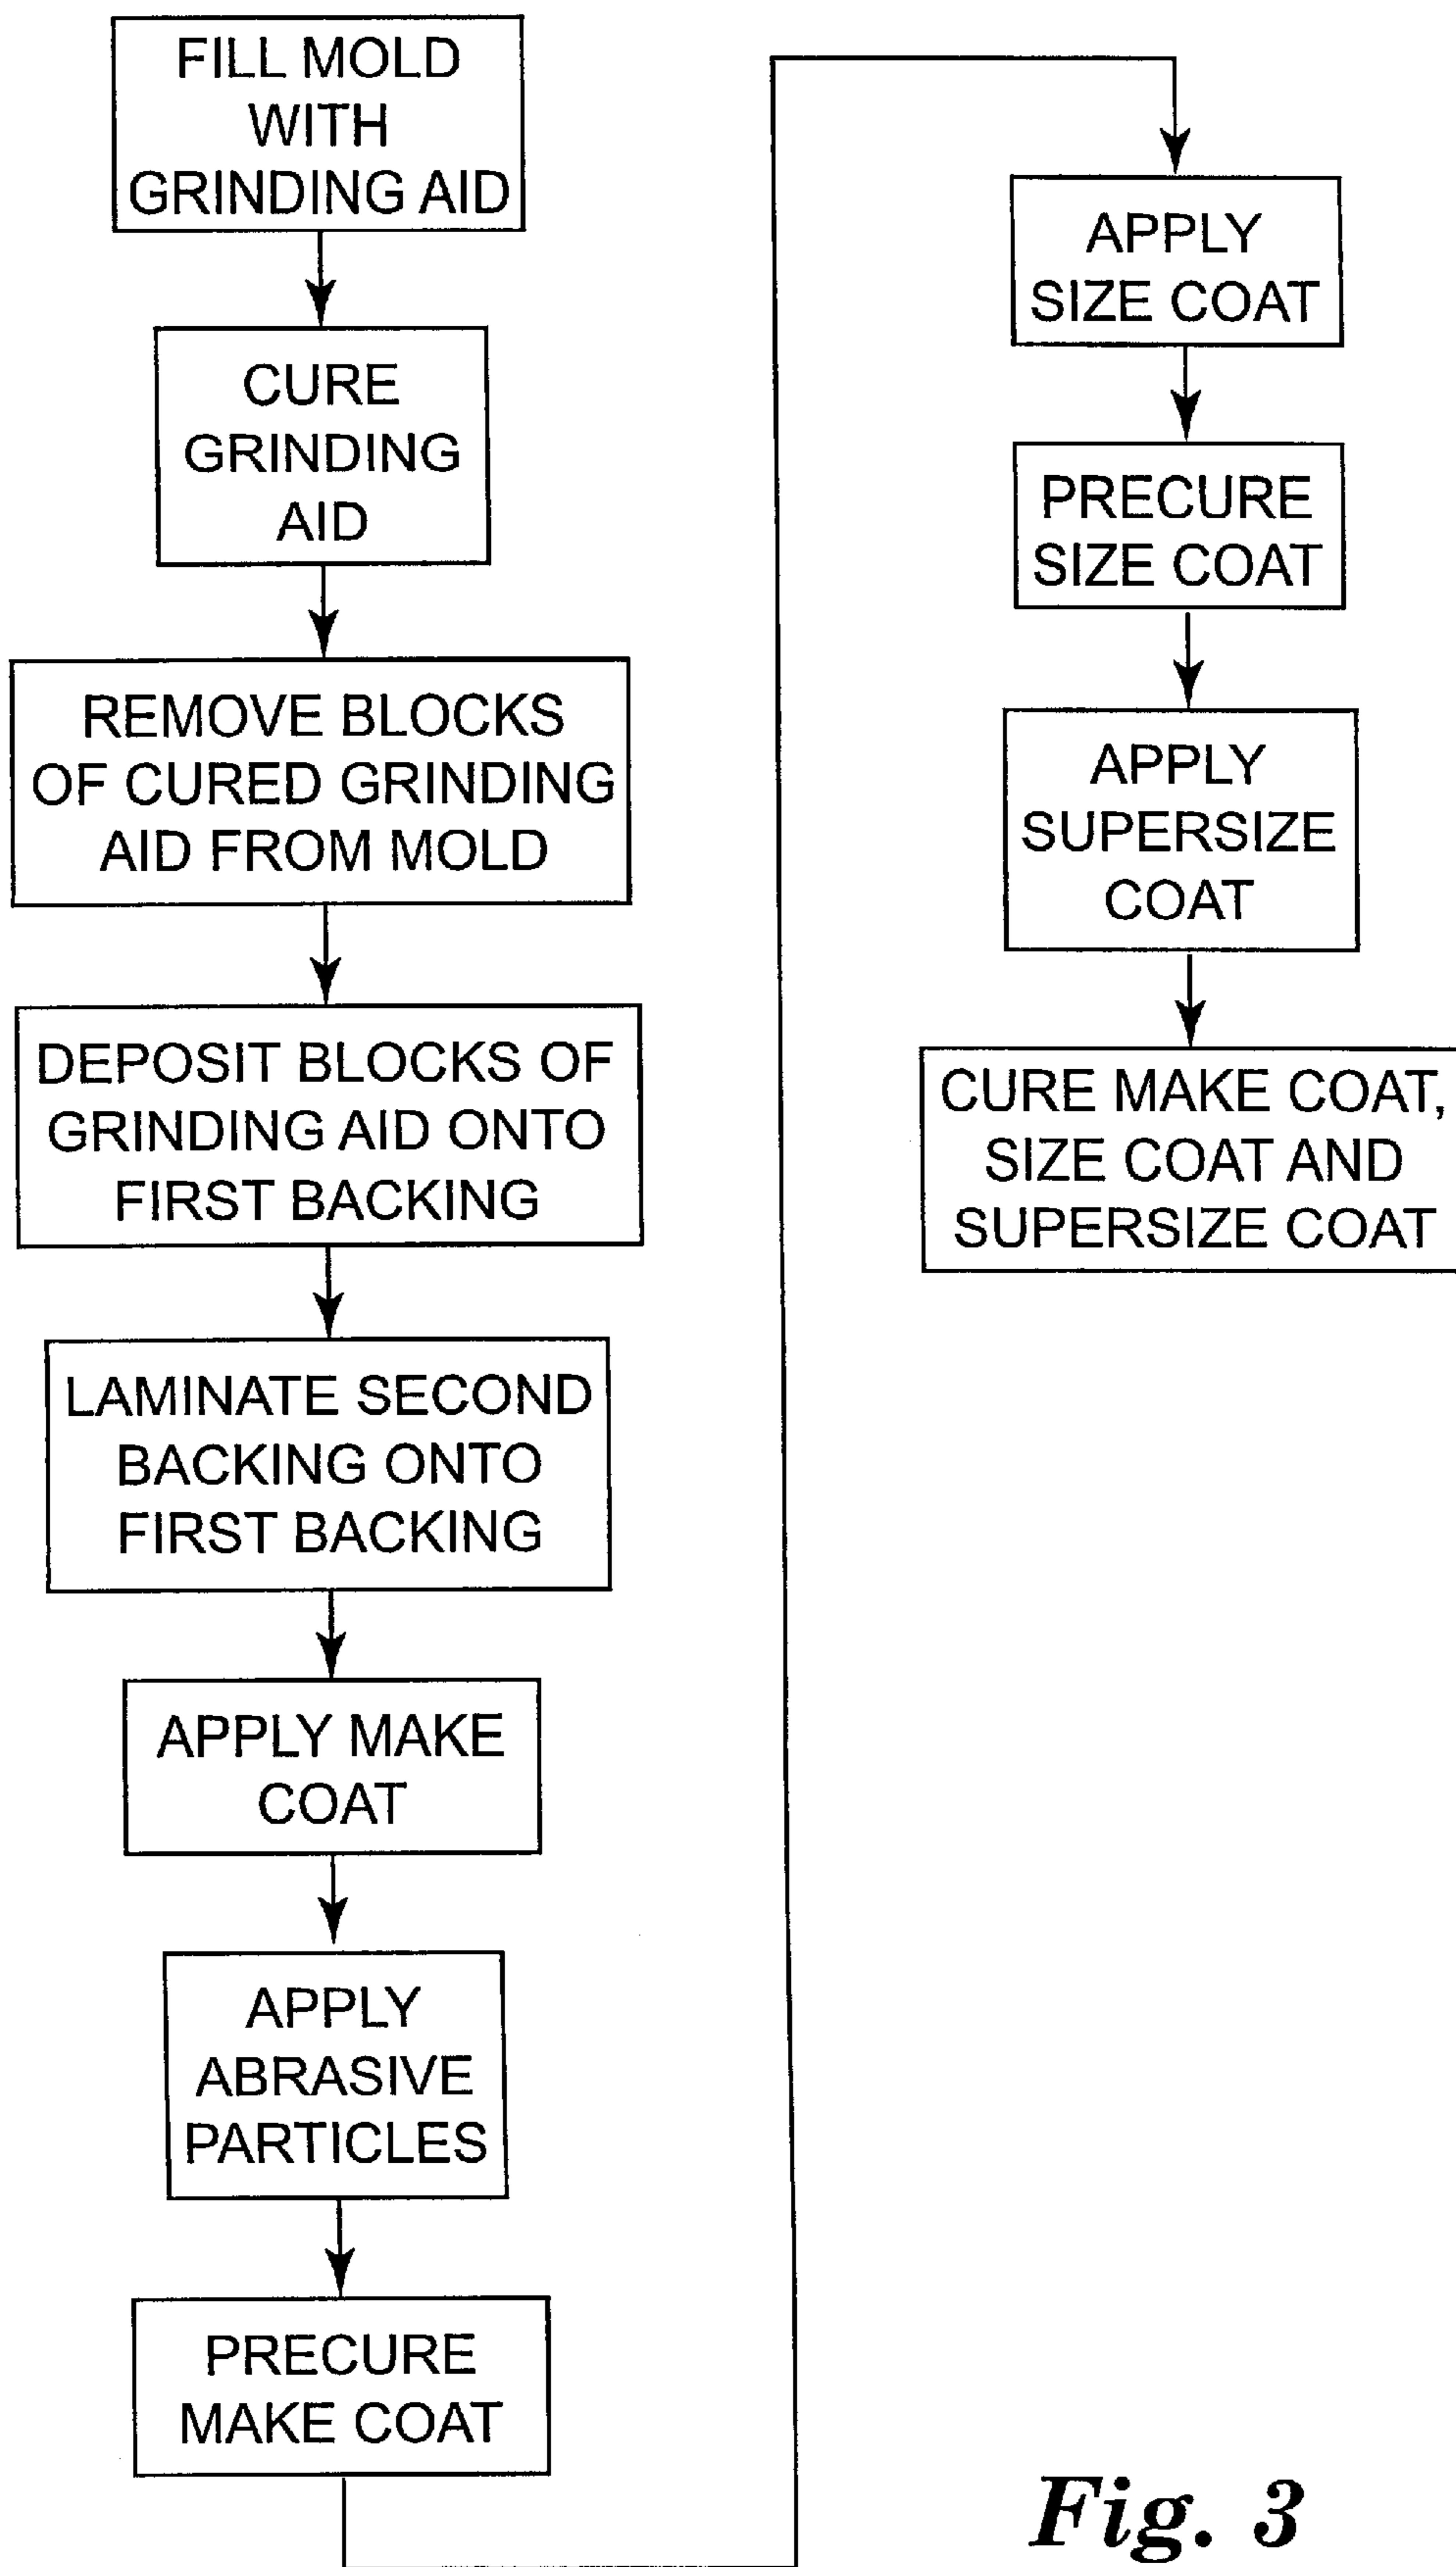 FILL MOLD
WITH
GRINDING AID
CURE
GRINDING
AID
REMOVE BLOCKS
OF CURED GRINDING
AID FROM MOLD
DEPOSIT BLOCKS OF
GRINDING AID ONTO
FIRST BACKING
LAMINATE SECOND
BACKING ONTO
FIRST BACKING
APPLY MAKE
COAT
APPLY
ABRASIVE
PARTICLES
PRECURE
MAKE COAT
APPLY
SIZE COAT
PRECURE
SIZE COAT
APPLY
SUPERSIZE
COAT
CURE MAKE COAT,
SIZE COAT AND
SUPERSIZE COAT
Fig. 3